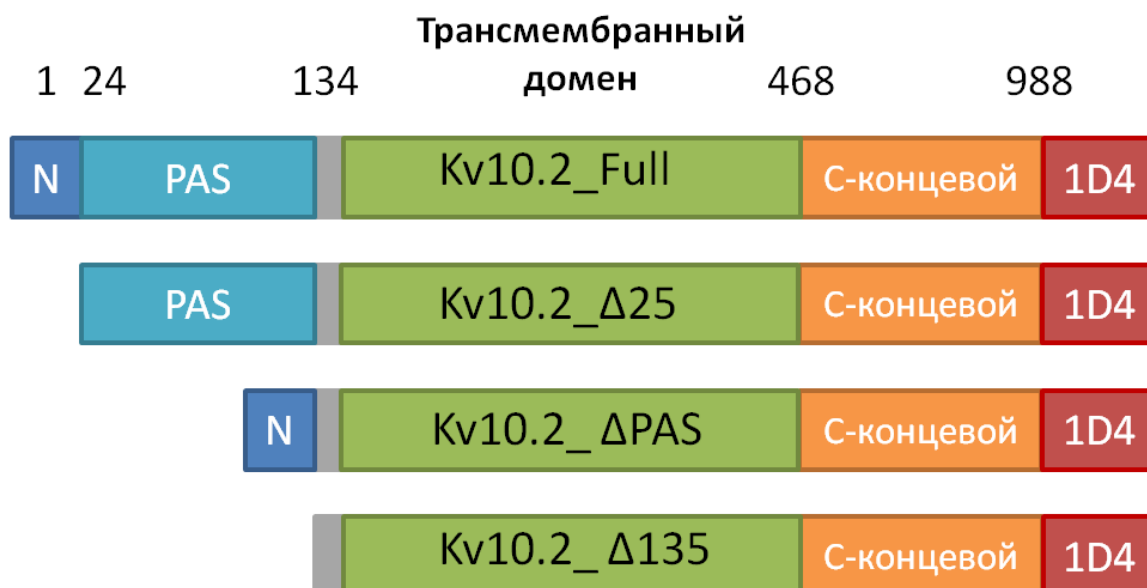 Трансмембранный
домен
1 24 134 468 988
N PAS Kv10.2_Full С-концевой 1D4
PAS Kv10.2_Δ25 С-концевой 1D4
N Kv10.2_ ΔPAS С-концевой 1D4
Kv10.2_ Δ135 С-концевой 1D4